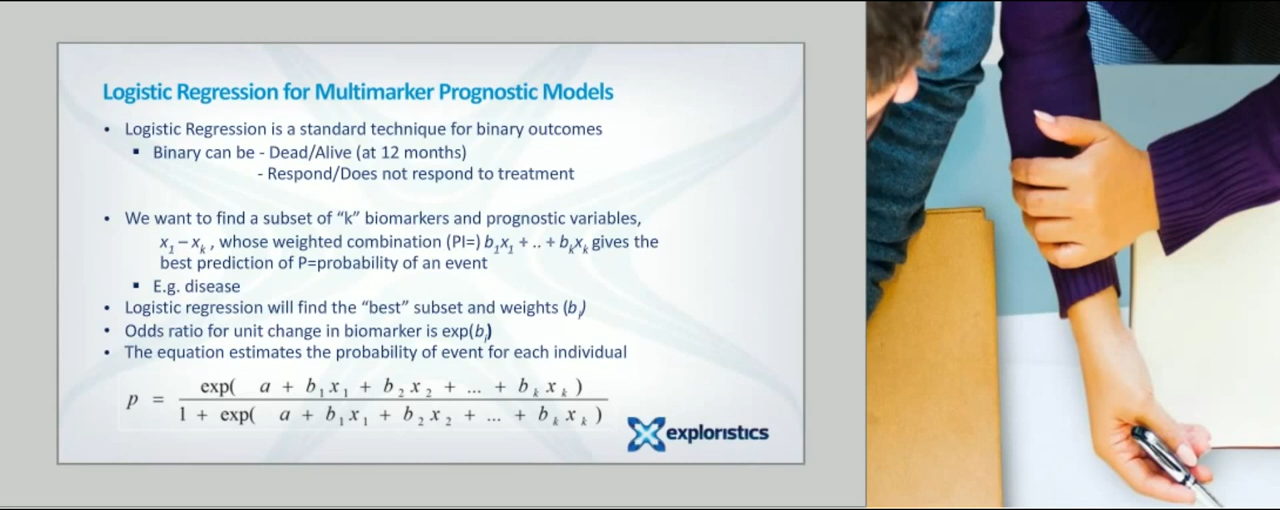 Logistic Regression for Multimarker Prognostic Models
• Logistic Regression is a standard technique for binary outcomes
▪ Binary can be - Dead/Alive (at 12 months)
- Respond/Does not respond to treatment
• We want to find a subset of “k” biomarkers and prognostic variables,
x₁ – xₖ , whose weighted combination (PI=) b₁x₁ + .. + bₖxₖ gives the
best prediction of P=probability of an event
▪ E.g. disease
• Logistic regression will find the “best” subset and weights (bᵢ)
• Odds ratio for unit change in biomarker is exp(bᵢ)
• The equation estimates the probability of event for each individual
p = exp( a + b₁x₁ + b₂x₂ + ... + bₖxₖ )
1 + exp( a + b₁x₁ + b₂x₂ + ... + bₖxₖ )
exploristics